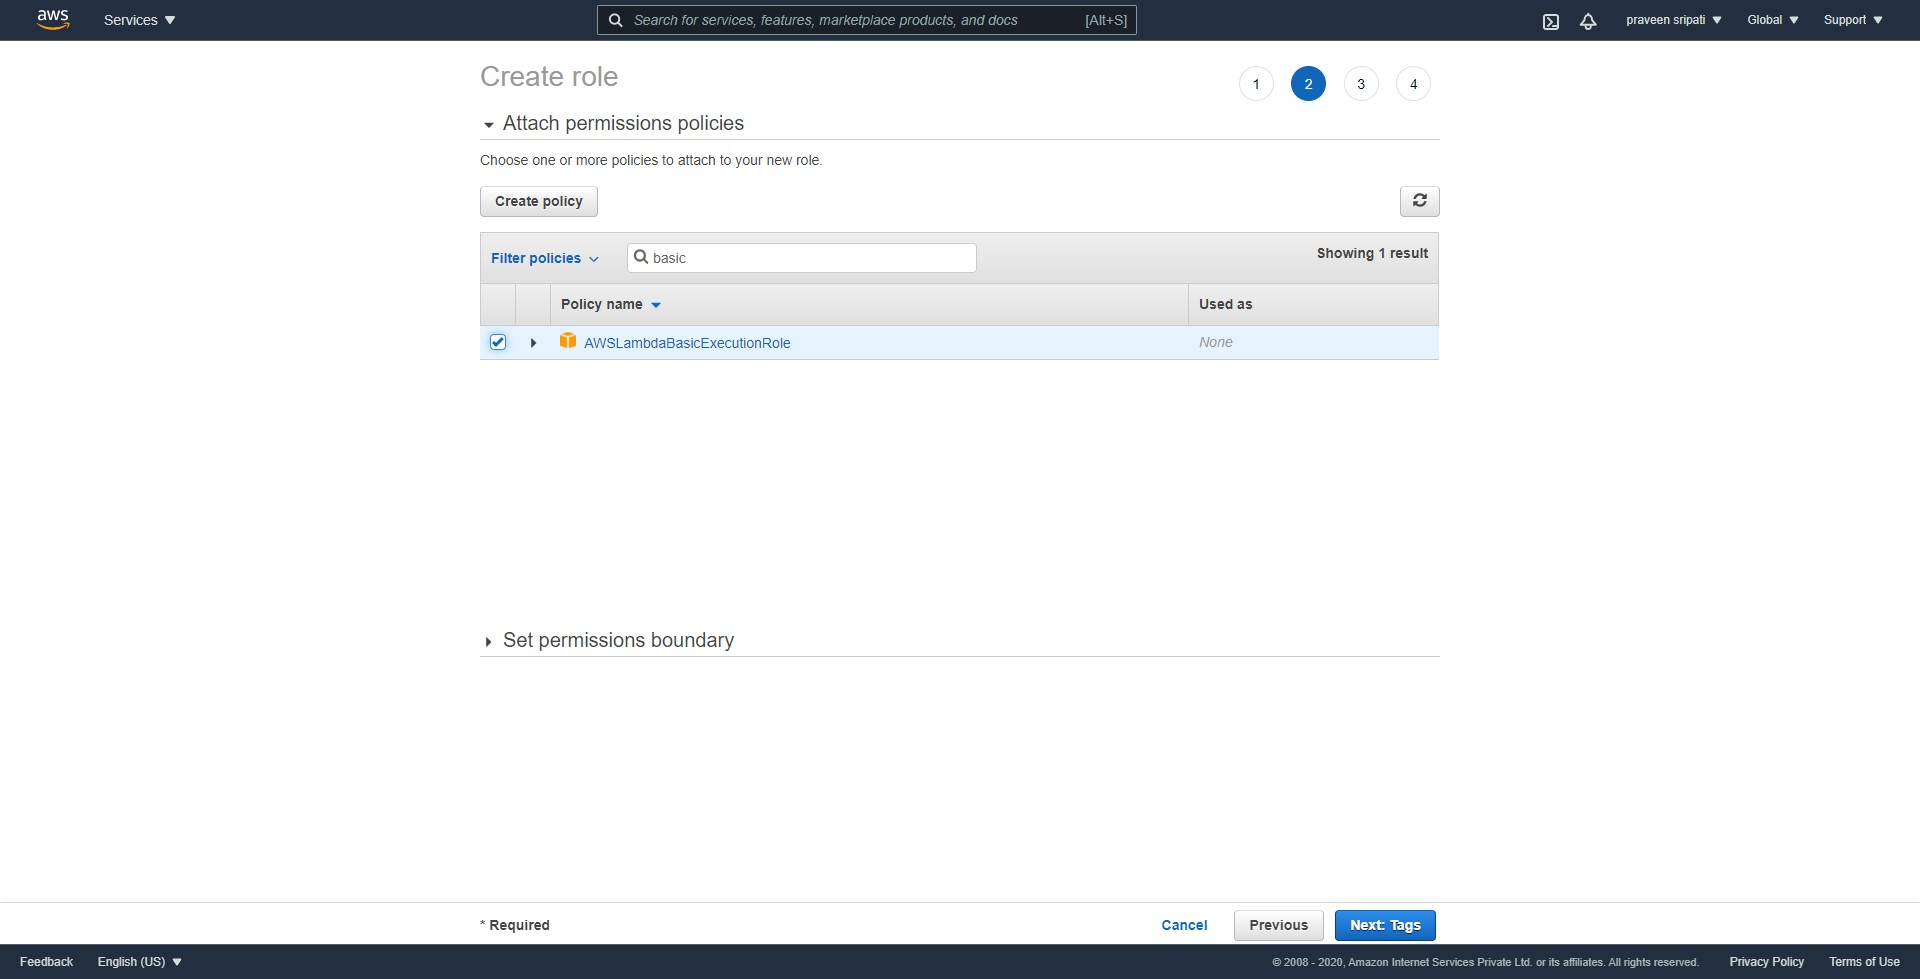 aws
Services
Search for services, features, marketplace products, and docs [Alt+S]
praveen sripati
Global
Support
Create role
1 2 3 4
Attach permissions policies
Choose one or more policies to attach to your new role.
Create policy
Filter policies
basic
Showing 1 result
Policy name Used as
AWSLambdaBasicExecutionRole None
Set permissions boundary
* Required
Cancel
Previous
Next: Tags
Feedback
English (US)
© 2008 - 2020, Amazon Internet Services Private Ltd. or its affiliates. All rights reserved.
Privacy Policy
Terms of Use